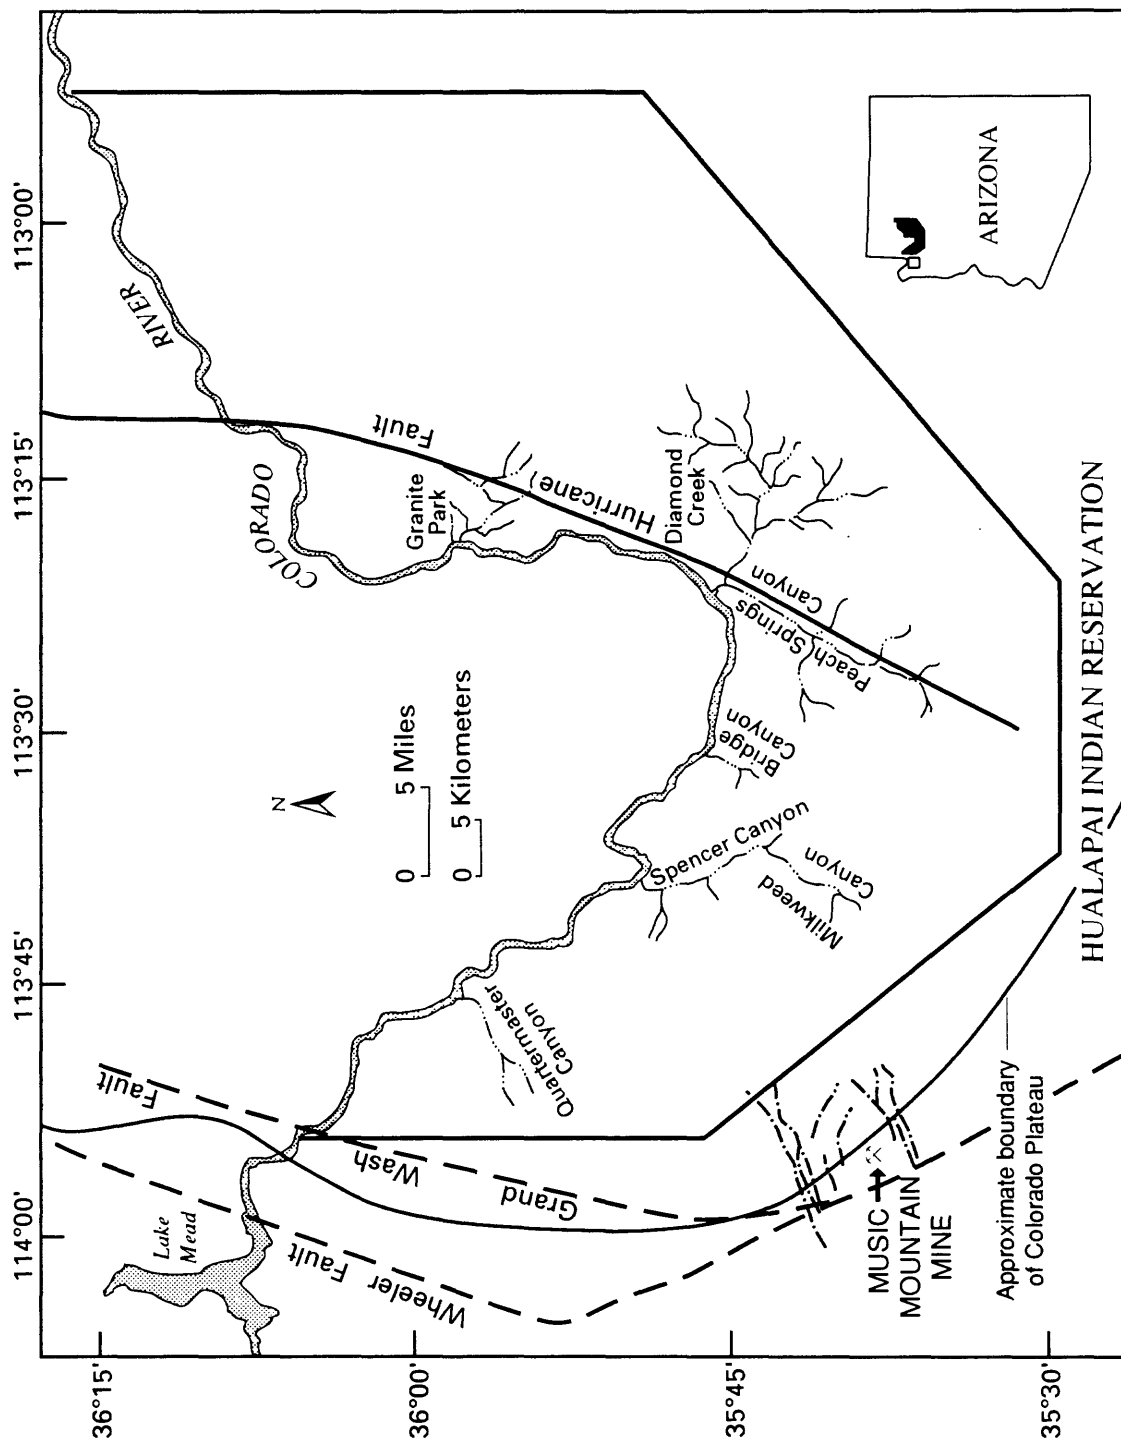 114°00'
113°45'
113°30'
113°15'
113°00'
36°15'
36°00'
35°45'
35°30'
Lake
Mead
COLORADO
RIVER
Wheeler Fault
Grand
Wash
Fault
N
0 5 Miles
0 5 Kilometers
Granite
Park
Hurricane
Fault
Diamond
Creek
Peach Springs
Canyon
Bridge
Canyon
Spencer Canyon
Milkweed
Canyon
Quartermaster
Canyon
MUSIC
MOUNTAIN
MINE
Approximate boundary
of Colorado Plateau
HUALAPAI INDIAN RESERVATION
ARIZONA